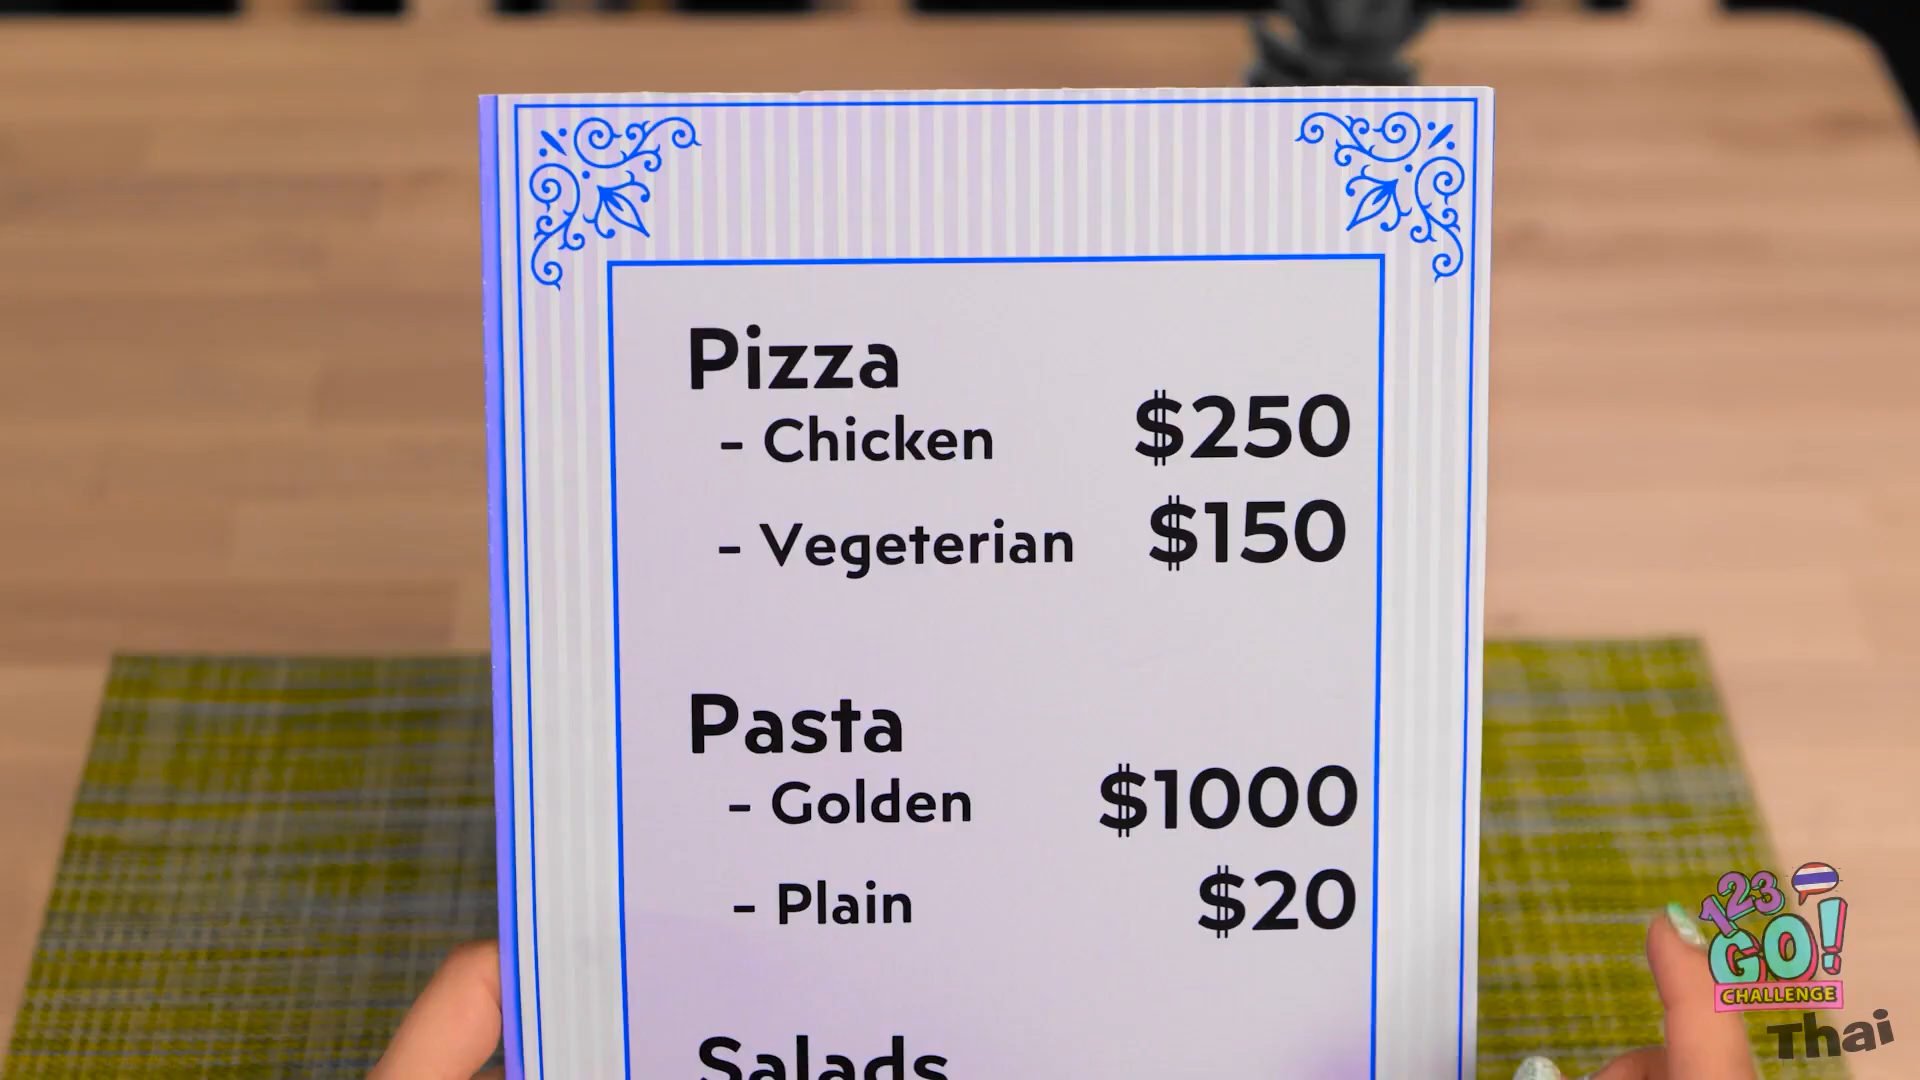 Pizza
- Chicken $250
- Vegeterian $150
Pasta
- Golden $1000
- Plain $20
Salads
123
GO!
CHALLENGE
Thai